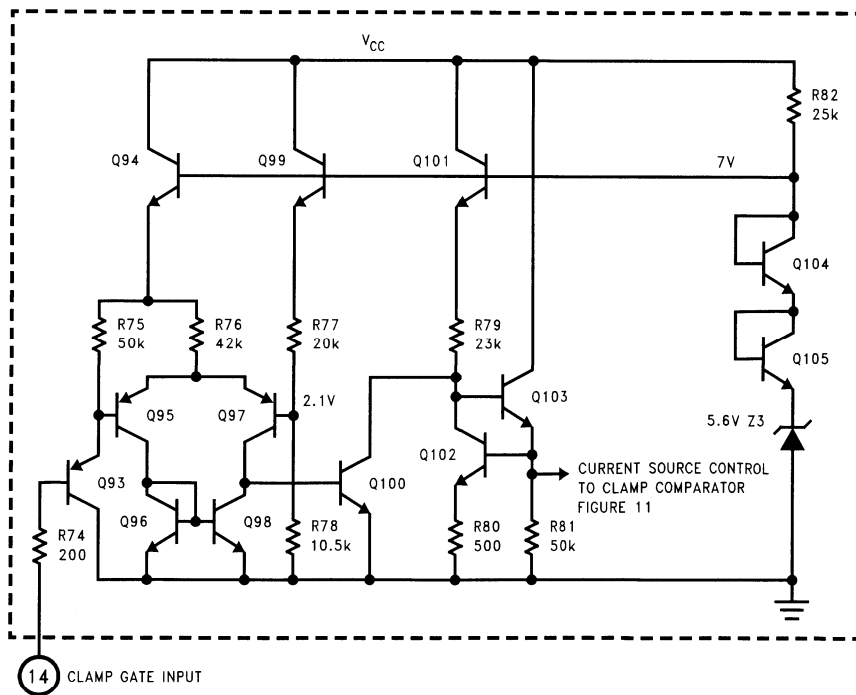 VCC
R82
25k
Q94
Q99
Q101
7V
Q104
R75
50k
R76
42k
R77
20k
R79
23k
Q105
Q95
Q97
2.1V
Q103
5.6V Z3
Q93
Q102
Q96
Q98
Q100
CURRENT SOURCE CONTROL
TO CLAMP COMPARATOR
FIGURE 11
R74
200
R78
10.5k
R80
500
R81
50k
14 CLAMP GATE INPUT